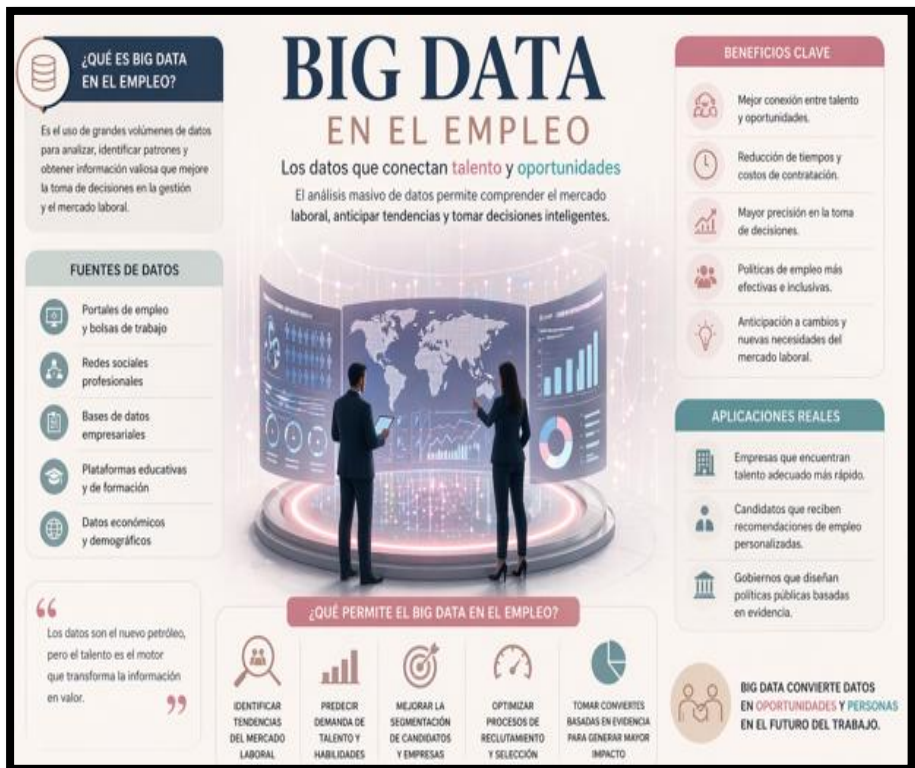 ¿QUÉ ES BIG DATA
EN EL EMPLEO?
Es el uso de grandes volúmenes de datos
para analizar, identificar patrones y
obtener información valiosa que mejore
la toma de decisiones en la gestión
y el mercado laboral.
FUENTES DE DATOS
Portales de empleo
y bolsas de trabajo
Redes sociales
profesionales
Bases de datos
empresariales
Plataformas educativas
y de formación
Datos económicos
y demográficos
“
Los datos son el nuevo petróleo,
pero el talento es el motor
que transforma la información
en valor.
”
BIG DATA
EN EL EMPLEO
Los datos que conectan talento y oportunidades
El análisis masivo de datos permite comprender el mercado
laboral, anticipar tendencias y tomar decisiones inteligentes.
¿QUÉ PERMITE EL BIG DATA EN EL EMPLEO?
IDENTIFICAR
TENDENCIAS
DEL MERCADO
LABORAL
PREDECIR
DEMANDA DE
TALENTO Y
HABILIDADES
MEJORAR LA
SEGMENTACIÓN
DE CANDIDATOS
Y EMPRESAS
OPTIMIZAR
PROCESOS DE
RECLUTAMIENTO
Y SELECCIÓN
TOMAR CONVIERTES
BASADAS EN EVIDENCIA
PARA GENERAR MAYOR
IMPACTO
BENEFICIOS CLAVE
Mejor conexión entre talento
y oportunidades.
Reducción de tiempos y
costos de contratación.
Mayor precisión en la toma
de decisiones.
Políticas de empleo más
efectivas e inclusivas.
Anticipación a cambios y
nuevas necesidades del
mercado laboral.
APLICACIONES REALES
Empresas que encuentran
talento adecuado más rápido.
Candidatos que reciben
recomendaciones de empleo
personalizadas.
Gobiernos que diseñan
políticas públicas basadas
en evidencia.
BIG DATA CONVIERTE DATOS
EN OPORTUNIDADES Y PERSONAS
EN EL FUTURO DEL TRABAJO.